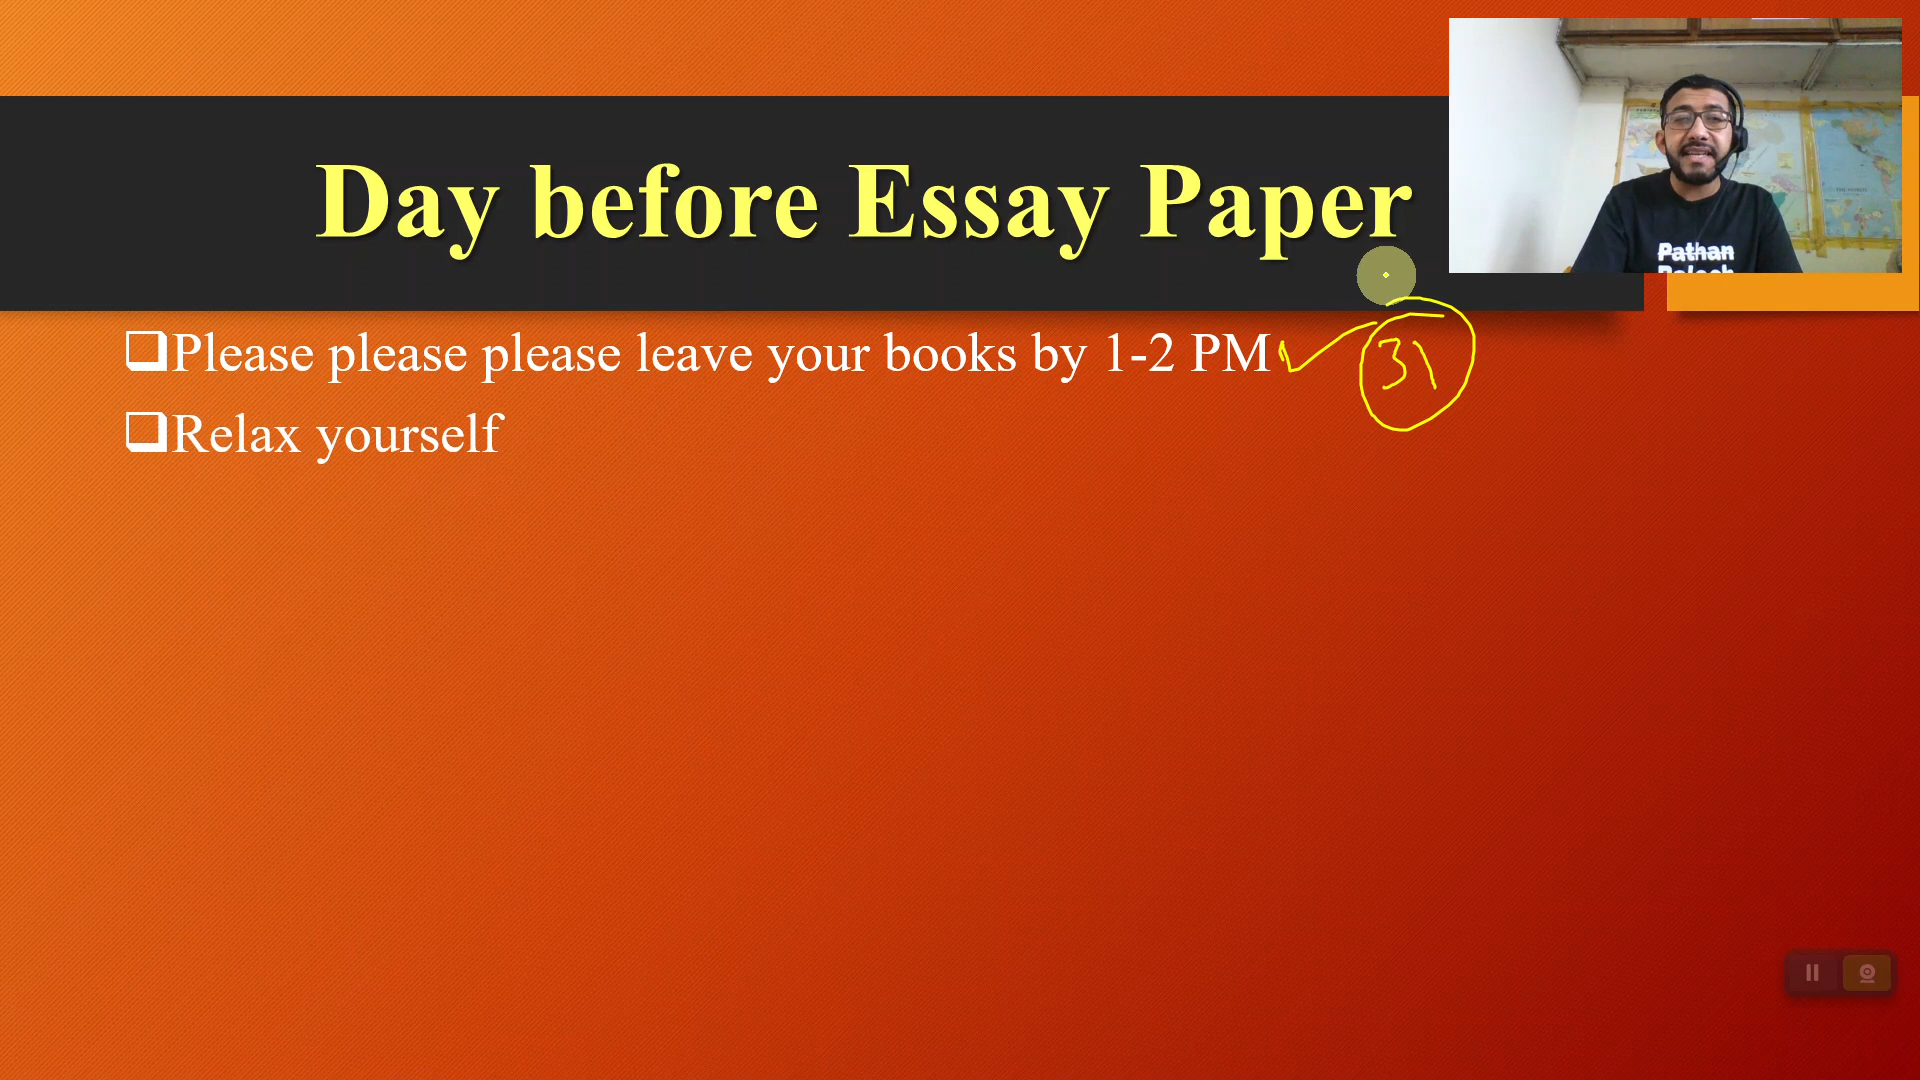 Day before Essay Paper
Please please please leave your books by 1-2 PM
31
Relax yourself
Pathan